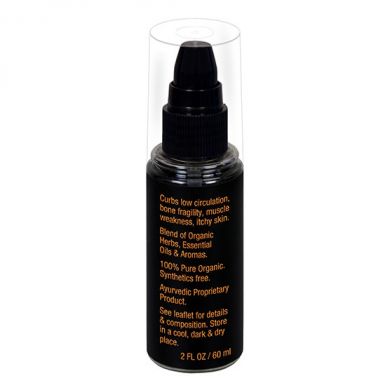 Curbs low circulation,
bone fragility, muscle
weakness, itchy skin.
Blend of Organic
Herbs, Essential
Oils & Aromas.
100% Pure Organic.
Synthetics free.
Ayurvedic Proprietary
Product.
See leaflet for details
& composition. Store
in a cool, dark & dry
place.
2 FL OZ/ 60 ml